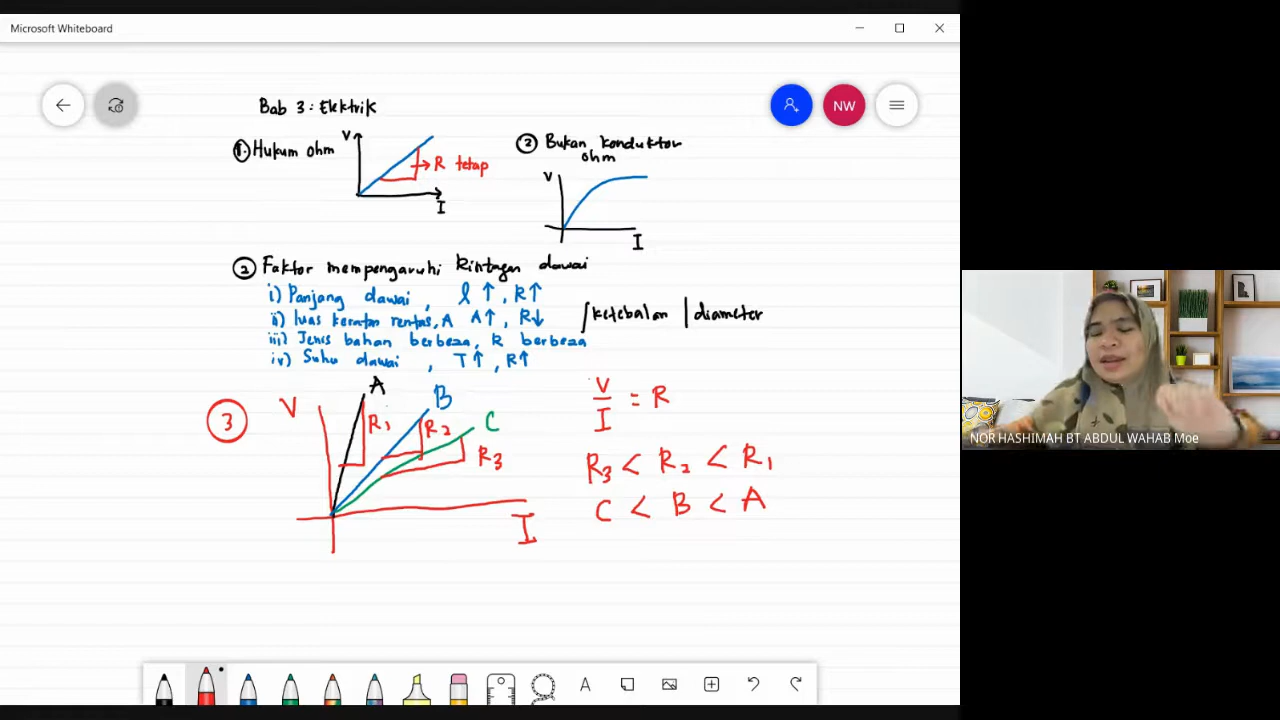 Microsoft Whiteboard
NW
Bab 3 : Elektrik
①. Hukum ohm
V
R tetap
I
② Bukan konduktor
ohm
V
I
② Faktor mempengaruhi Rintagan dawai
i) Panjang dawai , l ↑ , R↑
ii) luas keratan rentas, A A↑ , R↓
/ketebalan /diameter
iii) Jenis bahan berbeza, R berbeza
iv) Suhu dawai , T↑ , R↑
③
V
A
B
C
R₁
R₂
R₃
I
V/I = R
R₃ < R₂ < R₁
C < B < A
NOR HASHIMAH BT ABDUL WAHAB Moe
A